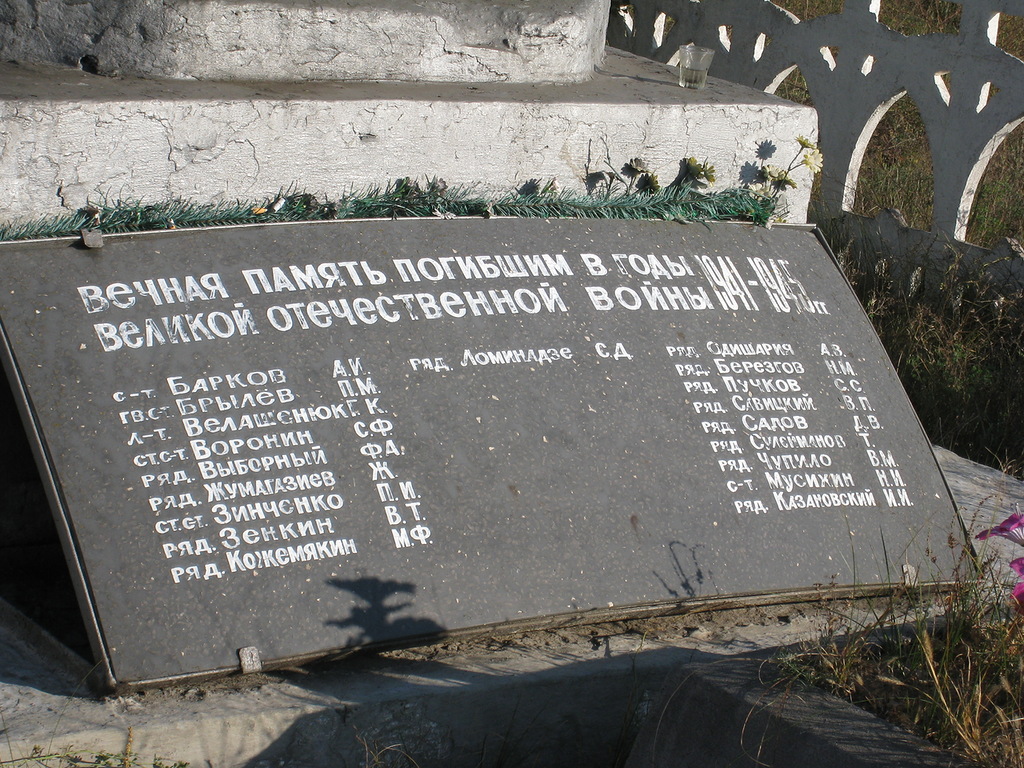 ВЕЧНАЯ ПАМЯТЬ ПОГИБШИМ В ГОДЫ
ВЕЛИКОЙ ОТЕЧЕСТВЕННОЙ ВОЙНЫ 1941-1945гг
С-Т. БАРКОВ А.И.
ГВ.СТ. БРЫЛЁВ П.М.
Л-Т. ВЕЛАШЕНЮК Г.К.
СТ.С-Т. ВОРОНИН С.Ф
РЯД. ВЫБОРНЫЙ Ф.А.
РЯД. ЖУМАГАЗИЕВ Ж.
СТ.СТ. ЗИНЧЕНКО П.И.
РЯД. ЗЕНКИН В.Т.
РЯД. КОЖЕМЯКИН М.Ф.
РЯД. ЛОМИНАДЗЕ С.Д.
РЯД. ОДИШАРИЯ А.В.
РЯД. БЕРЕЗГОВ Н.М.
РЯД. ПУЧКОВ С.С.
РЯД. САВИЦКИЙ В.П.
РЯД. САЛОВ Д.В.
РЯД. СУЛЕЙМАНОВ Т.
РЯД. ЧУПИЛО В.М.
С-Т. МУСИХИН Н.И.
РЯД. КАЗАНОВСКИЙ И.И.